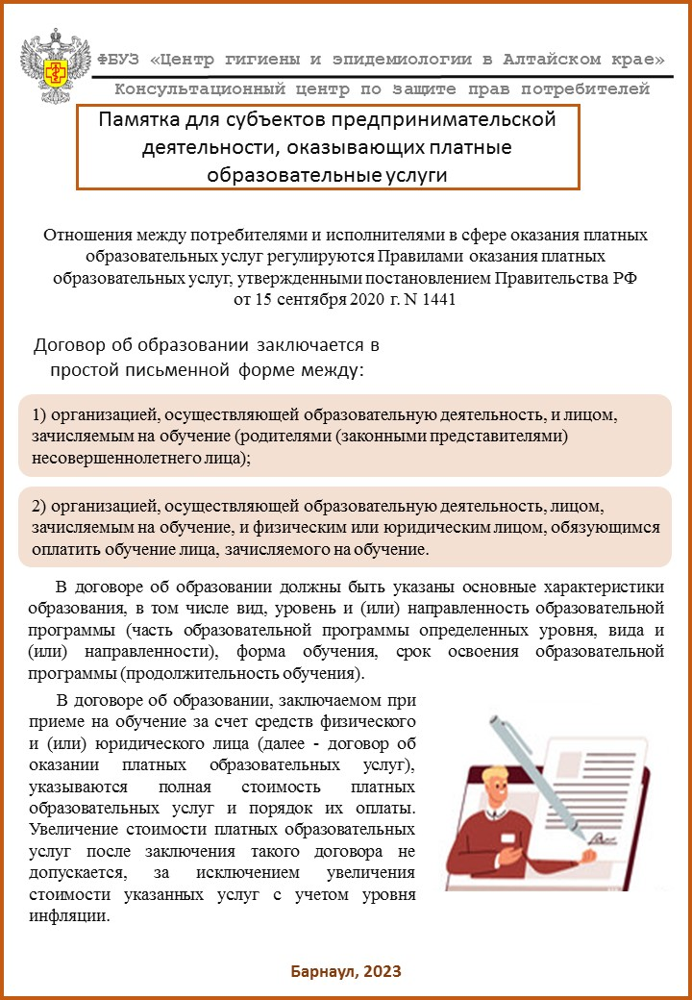 ФБУЗ «Центр гигиены и эпидемиологии в Алтайском крае»
Консультационный центр по защите прав потребителей
Памятка для субъектов предпринимательской
деятельности, оказывающих платные
образовательные услуги
Отношения между потребителями и исполнителями в сфере оказания платных
образовательных услуг регулируются Правилами оказания платных
образовательных услуг, утвержденными постановлением Правительства РФ
от 15 сентября 2020 г. N 1441
Договор об образовании заключается в
простой письменной форме между:
1) организацией, осуществляющей образовательную деятельность, и лицом,
зачисляемым на обучение (родителями (законными представителями)
несовершеннолетнего лица);
2) организацией, осуществляющей образовательную деятельность, лицом,
зачисляемым на обучение, и физическим или юридическим лицом, обязующимся
оплатить обучение лица, зачисляемого на обучение.
В договоре об образовании должны быть указаны основные характеристики
образования, в том числе вид, уровень и (или) направленность образовательной
программы (часть образовательной программы определенных уровня, вида и
(или) направленности), форма обучения, срок освоения образовательной
программы (продолжительность обучения).
В договоре об образовании, заключаемом при
приеме на обучение за счет средств физического
и (или) юридического лица (далее - договор об
оказании платных образовательных услуг),
указываются полная стоимость платных
образовательных услуг и порядок их оплаты.
Увеличение стоимости платных образовательных
услуг после заключения такого договора не
допускается, за исключением увеличения
стоимости указанных услуг с учетом уровня
инфляции.
Барнаул, 2023